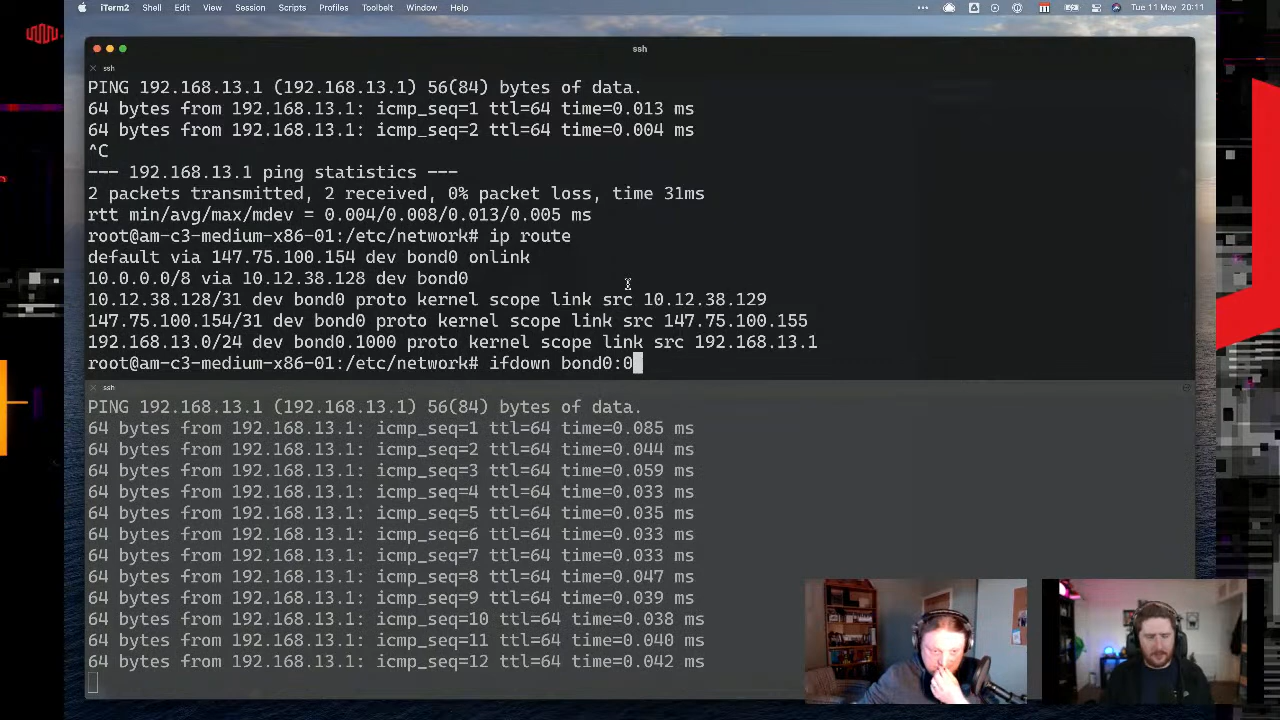 iTerm2 Shell Edit View Session Scripts Profiles Toolbelt Window Help Tue 11 May 20:11
ssh
ssh
PING 192.168.13.1 (192.168.13.1) 56(84) bytes of data.
64 bytes from 192.168.13.1: icmp_seq=1 ttl=64 time=0.013 ms
64 bytes from 192.168.13.1: icmp_seq=2 ttl=64 time=0.004 ms
^C
--- 192.168.13.1 ping statistics ---
2 packets transmitted, 2 received, 0% packet loss, time 31ms
rtt min/avg/max/mdev = 0.004/0.008/0.013/0.005 ms
root@am-c3-medium-x86-01:/etc/network# ip route
default via 147.75.100.154 dev bond0 onlink
10.0.0.0/8 via 10.12.38.128 dev bond0
10.12.38.128/31 dev bond0 proto kernel scope link src 10.12.38.129
147.75.100.154/31 dev bond0 proto kernel scope link src 147.75.100.155
192.168.13.0/24 dev bond0.1000 proto kernel scope link src 192.168.13.1
root@am-c3-medium-x86-01:/etc/network# ifdown bond0:0
ssh
PING 192.168.13.1 (192.168.13.1) 56(84) bytes of data.
64 bytes from 192.168.13.1: icmp_seq=1 ttl=64 time=0.085 ms
64 bytes from 192.168.13.1: icmp_seq=2 ttl=64 time=0.044 ms
64 bytes from 192.168.13.1: icmp_seq=3 ttl=64 time=0.059 ms
64 bytes from 192.168.13.1: icmp_seq=4 ttl=64 time=0.033 ms
64 bytes from 192.168.13.1: icmp_seq=5 ttl=64 time=0.035 ms
64 bytes from 192.168.13.1: icmp_seq=6 ttl=64 time=0.033 ms
64 bytes from 192.168.13.1: icmp_seq=7 ttl=64 time=0.033 ms
64 bytes from 192.168.13.1: icmp_seq=8 ttl=64 time=0.047 ms
64 bytes from 192.168.13.1: icmp_seq=9 ttl=64 time=0.039 ms
64 bytes from 192.168.13.1: icmp_seq=10 ttl=64 time=0.038 ms
64 bytes from 192.168.13.1: icmp_seq=11 ttl=64 time=0.040 ms
64 bytes from 192.168.13.1: icmp_seq=12 ttl=64 time=0.042 ms